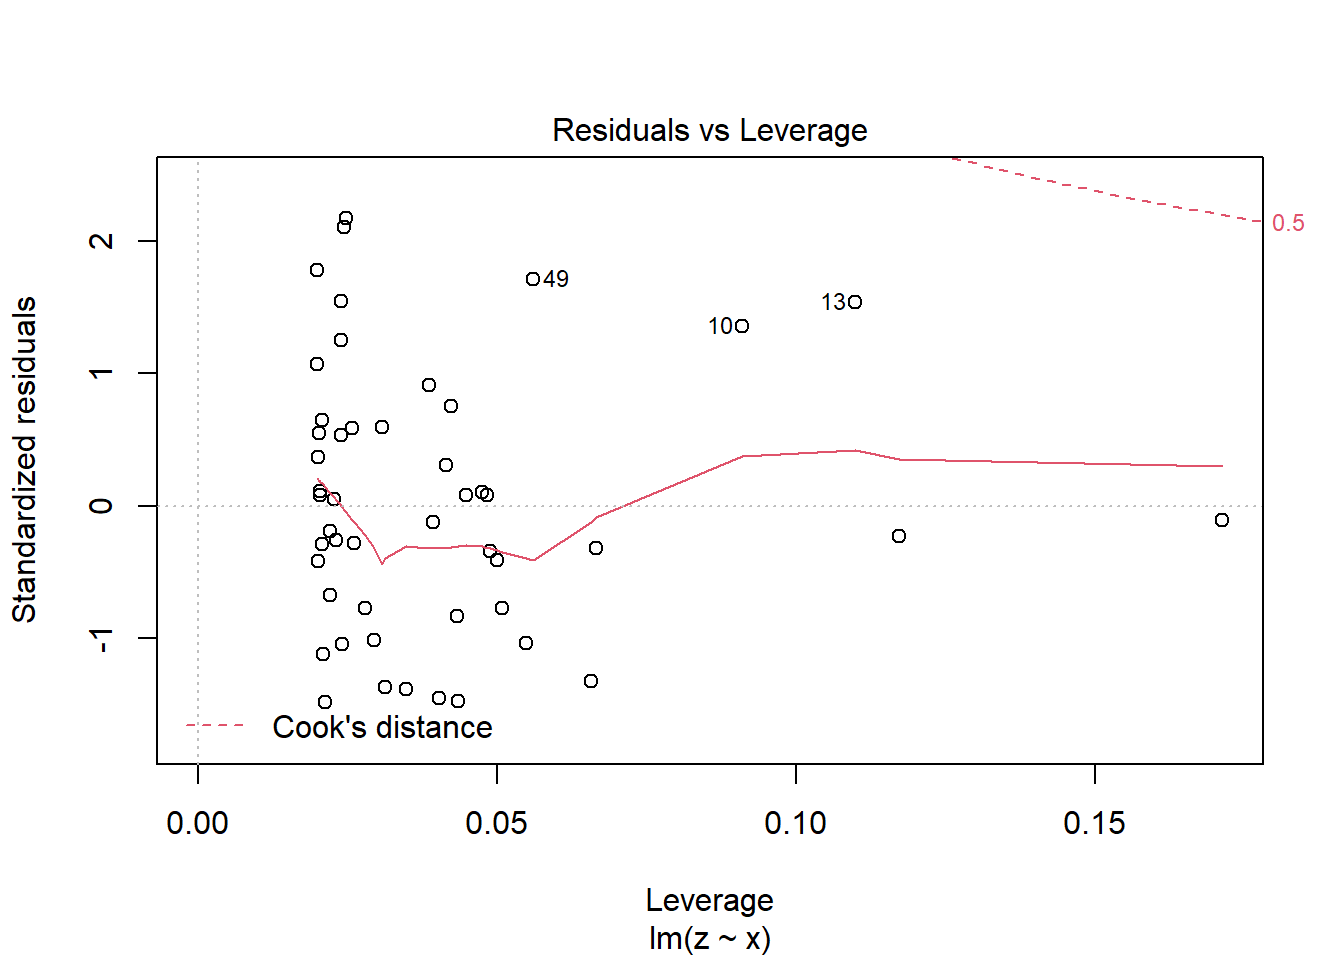 Residuals vs Leverage
Standardized residuals
2
1
0
-1
0.5
49
13
10
Cook's distance
0.00 0.05 0.10 0.15
Leverage
lm(z ~ x)